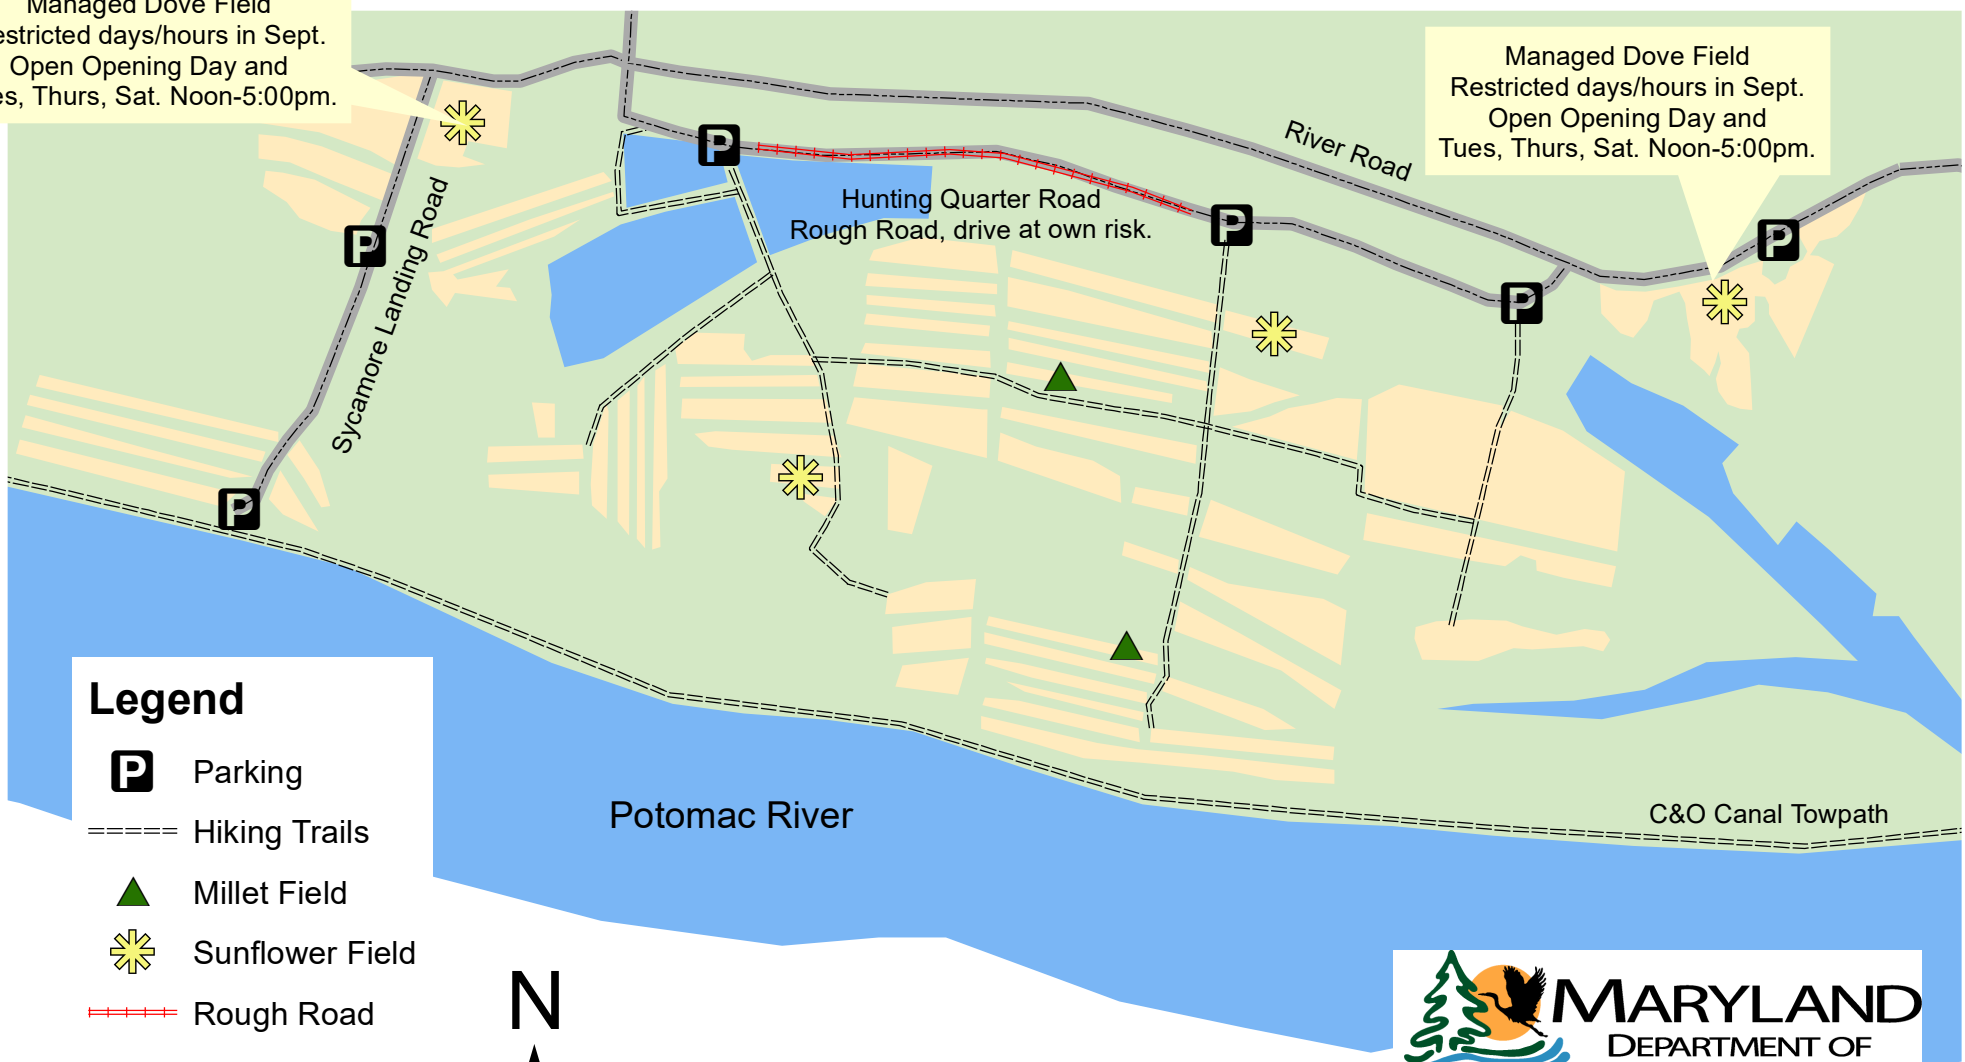 Managed Dove Field
estricted days/hours in Sept.
Open Opening Day and
es, Thurs, Sat. Noon-5:00pm.
Managed Dove Field
Restricted days/hours in Sept.
Open Opening Day and
Tues, Thurs, Sat. Noon-5:00pm.
River Road
P
P
P
P
P
P
Hunting Quarter Road
Rough Road, drive at own risk.
Sycamore Landing Road
Legend
P Parking
Hiking Trails
Millet Field
Sunflower Field
Rough Road
Potomac River
C&O Canal Towpath
N
MARYLAND
DEPARTMENT OF